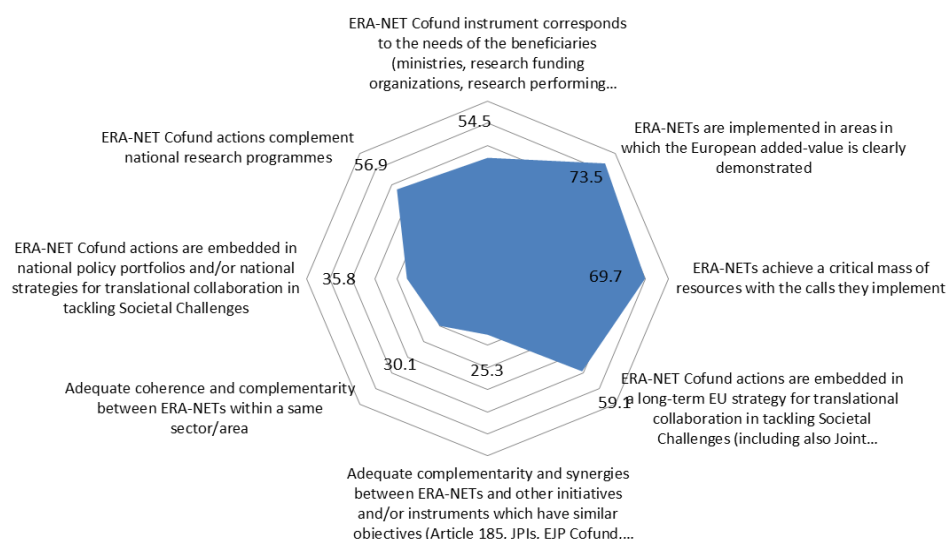 ERA-NET Cofund instrument corresponds
to the needs of the beneficiaries
(ministries, research funding
organizations, research performing...
54.5
ERA-NETs are implemented in areas in
which the European added-value is clearly
demonstrated
73.5
ERA-NETs achieve a critical mass of
resources with the calls they implement
69.7
ERA-NET Cofund actions are embedded in
a long-term EU strategy for translational
collaboration in tackling Societal
Challenges (including also Joint...
59.1
Adequate complementarity and synergies
between ERA-NETs and other initiatives
and/or instruments which have similar
objectives (Article 185, JPIs, EJP Cofund,...
25.3
Adequate coherence and complementarity
between ERA-NETs within a same
sector/area
30.1
ERA-NET Cofund actions are embedded in
national policy portfolios and/or national
strategies for translational collaboration in
tackling Societal Challenges
35.8
ERA-NET Cofund actions complement
national research programmes
56.9